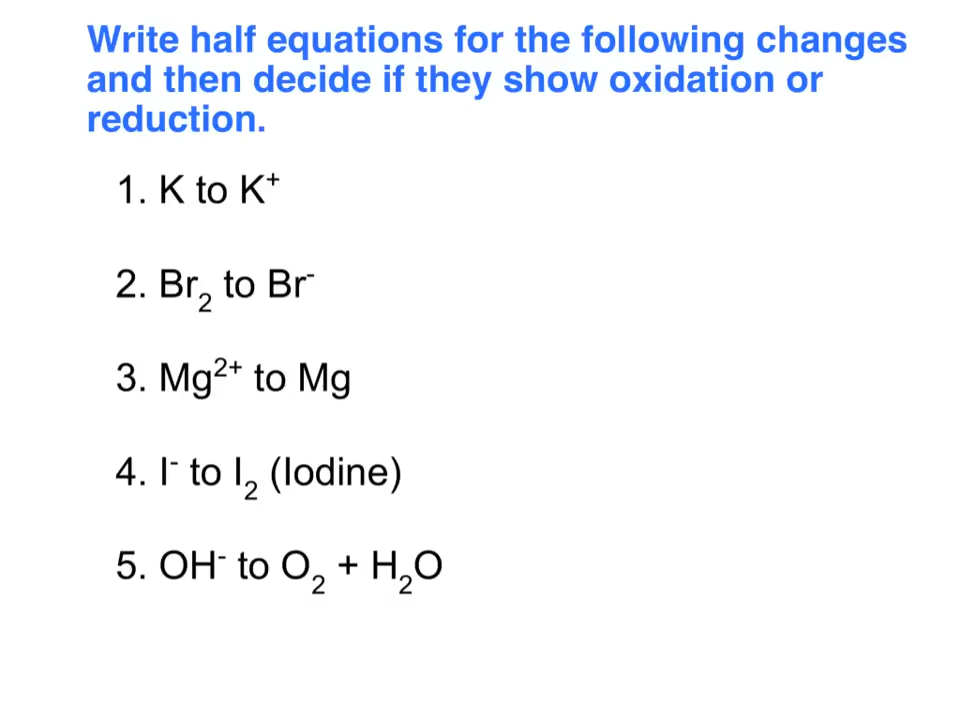 Write half equations for the following changes
and then decide if they show oxidation or
reduction.
1. K to K⁺
2. Br₂ to Br⁻
3. Mg²⁺ to Mg
4. I⁻ to I₂ (Iodine)
5. OH⁻ to O₂ + H₂O